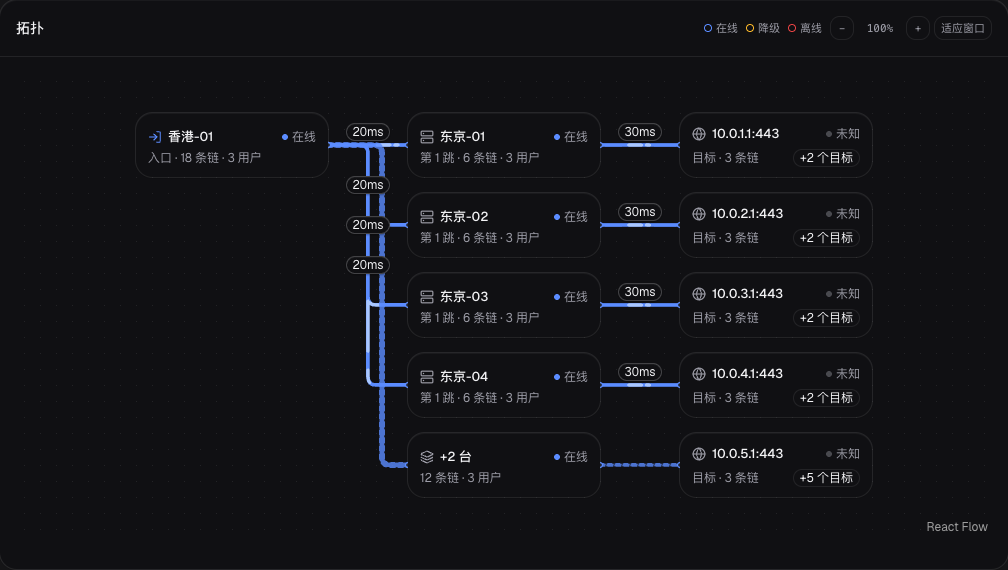 拓扑
在线 降级 离线 − 100% + 适应窗口
香港-01 在线
入口 · 18 条链 · 3 用户
20ms
20ms
20ms
20ms
东京-01 在线
第 1 跳 · 6 条链 · 3 用户
30ms
10.0.1.1:443 未知
目标 · 3 条链 +2 个目标
东京-02 在线
第 1 跳 · 6 条链 · 3 用户
30ms
10.0.2.1:443 未知
目标 · 3 条链 +2 个目标
东京-03 在线
第 1 跳 · 6 条链 · 3 用户
30ms
10.0.3.1:443 未知
目标 · 3 条链 +2 个目标
东京-04 在线
第 1 跳 · 6 条链 · 3 用户
30ms
10.0.4.1:443 未知
目标 · 3 条链 +2 个目标
+2 台 在线
12 条链 · 3 用户
10.0.5.1:443 未知
目标 · 3 条链 +5 个目标
React Flow